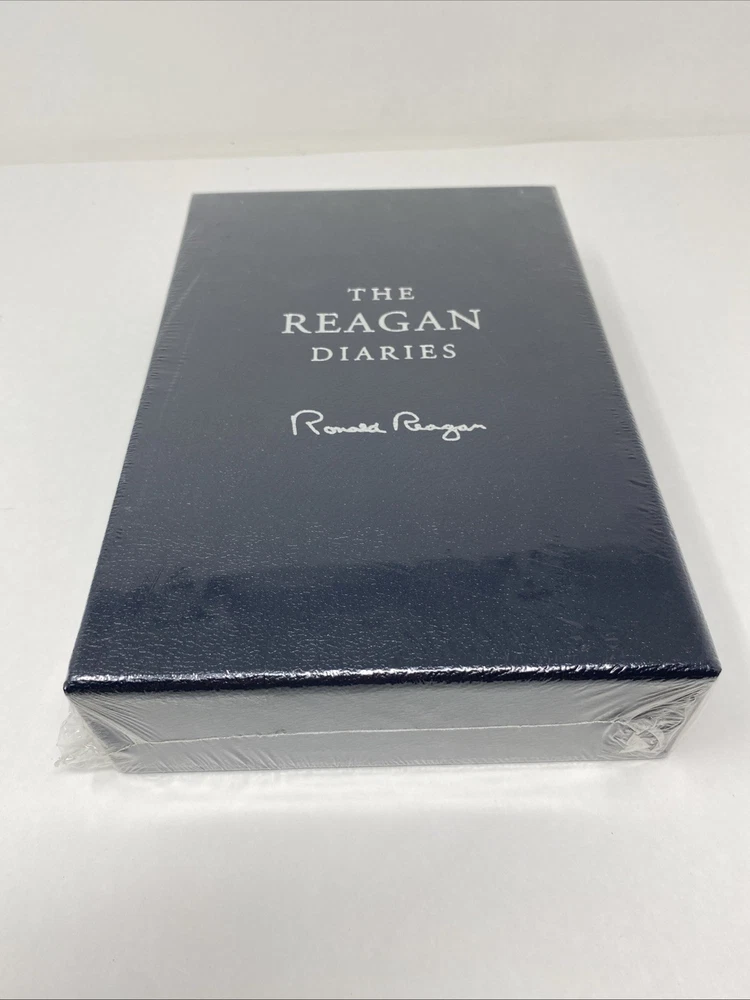 THE
REAGAN
DIARIES
Ronald Reagan